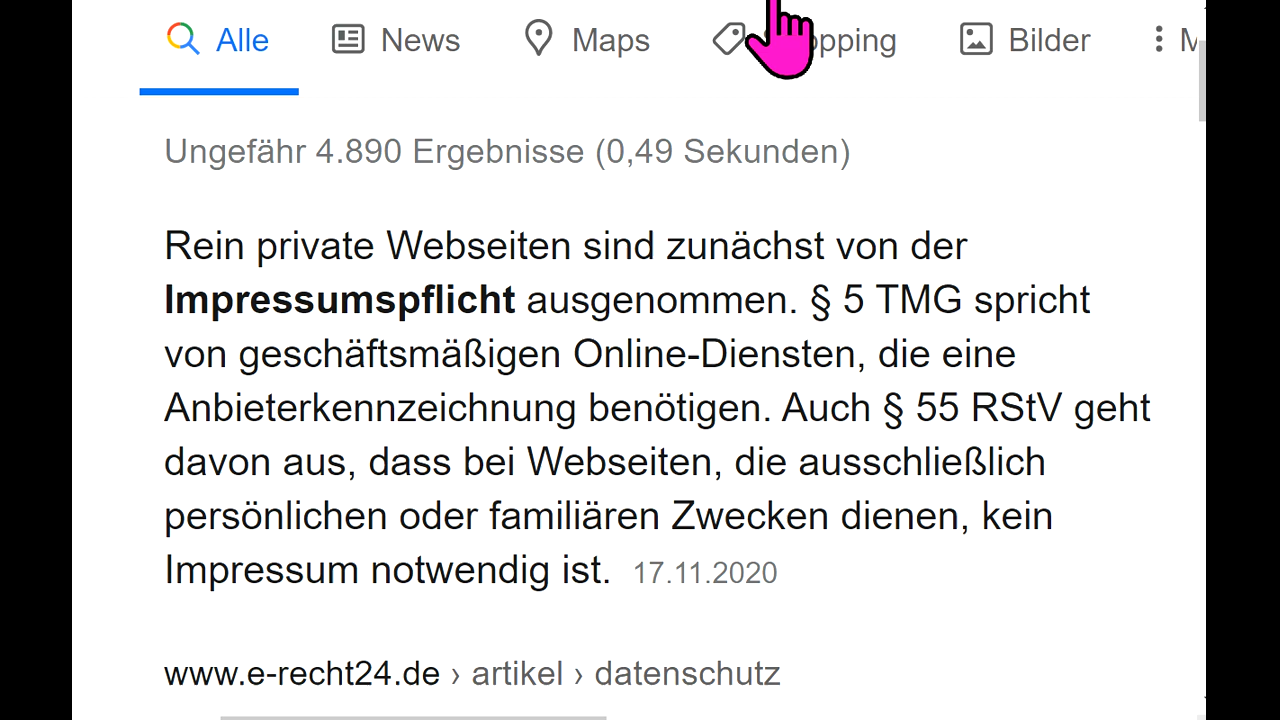 Alle News Maps pping Bilder M
Ungefähr 4.890 Ergebnisse (0,49 Sekunden)
Rein private Webseiten sind zunächst von der
Impressumspflicht ausgenommen. § 5 TMG spricht
von geschäftsmäßigen Online-Diensten, die eine
Anbieterkennzeichnung benötigen. Auch § 55 RStV geht
davon aus, dass bei Webseiten, die ausschließlich
persönlichen oder familiären Zwecken dienen, kein
Impressum notwendig ist. 17.11.2020
www.e-recht24.de › artikel › datenschutz